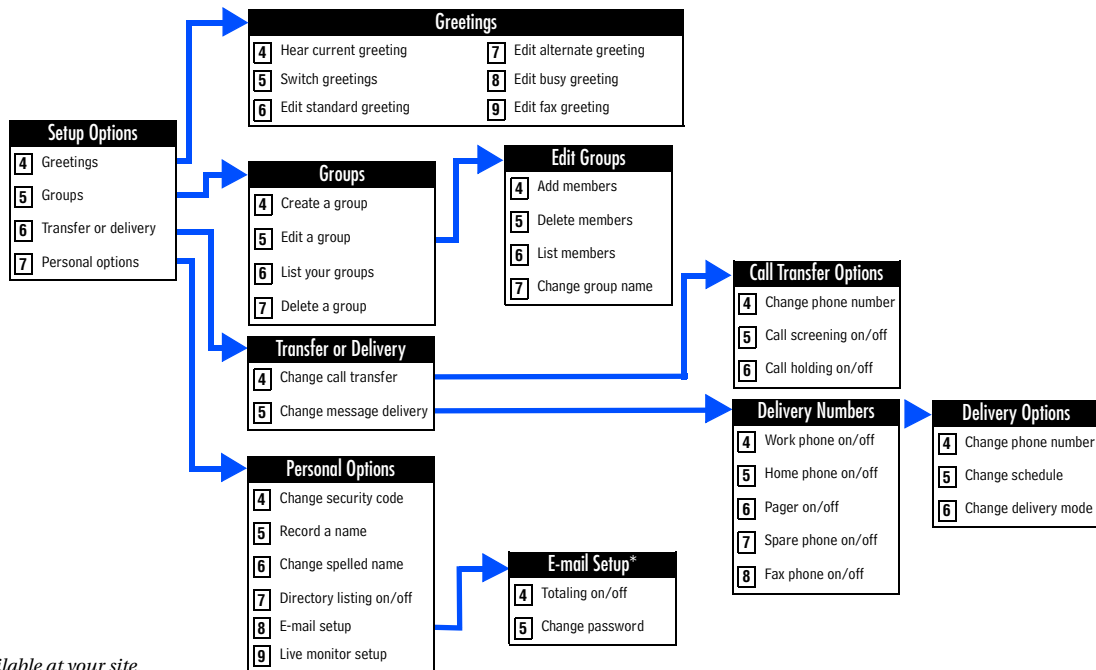 Setup Options
4 Greetings
5 Groups
6 Transfer or delivery
7 Personal options
Greetings
4 Hear current greeting
5 Switch greetings
6 Edit standard greeting
7 Edit alternate greeting
8 Edit busy greeting
9 Edit fax greeting
Groups
4 Create a group
5 Edit a group
6 List your groups
7 Delete a group
Edit Groups
4 Add members
5 Delete members
6 List members
7 Change group name
Transfer or Delivery
4 Change call transfer
5 Change message delivery
Call Transfer Options
4 Change phone number
5 Call screening on/off
6 Call holding on/off
Delivery Numbers
4 Work phone on/off
5 Home phone on/off
6 Pager on/off
7 Spare phone on/off
8 Fax phone on/off
Delivery Options
4 Change phone number
5 Change schedule
6 Change delivery mode
Personal Options
4 Change security code
5 Record a name
6 Change spelled name
7 Directory listing on/off
8 E-mail setup
9 Live monitor setup
E-mail Setup*
4 Totaling on/off
5 Change password
at your site